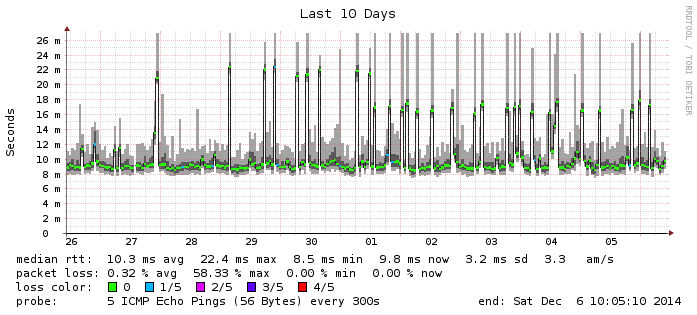 Last 10 Days
RRDTOOL / TOBI OETIKER
Seconds
26 m
24 m
22 m
20 m
18 m
16 m
14 m
12 m
10 m
8 m
6 m
4 m
2 m
0
26 27 28 29 30 01 02 03 04 05
median rtt: 10.3 ms avg 22.4 ms max 8.5 ms min 9.8 ms now 3.2 ms sd 3.3 am/s
packet loss: 0.32 % avg 58.33 % max 0.00 % min 0.00 % now
loss color: 0 1/5 2/5 3/5 4/5
probe: 5 ICMP Echo Pings (56 Bytes) every 300s end: Sat Dec 6 10:05:10 2014